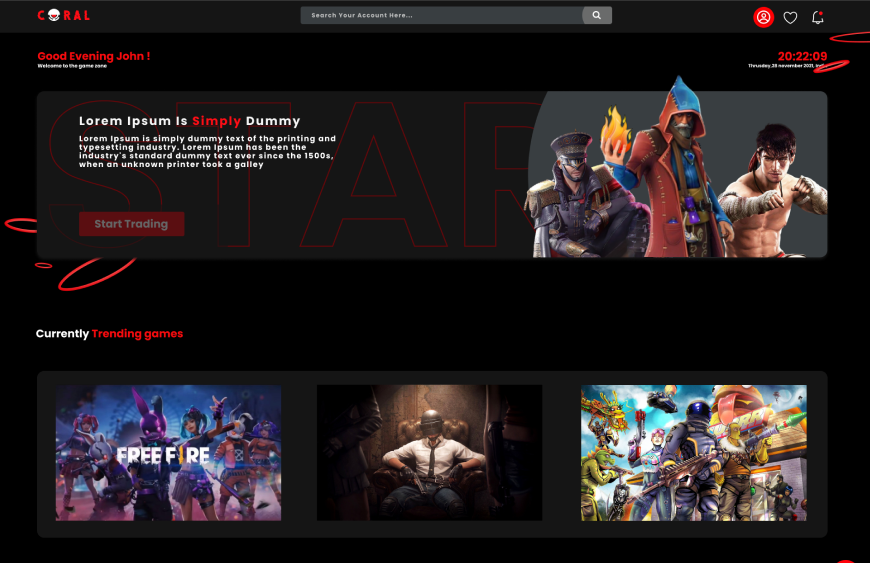 CORAL
Search Your Account Here...
Good Evening John !
Welcome to the game zone
20:22:09
Thrusday ,28 november 2021,
STAR
Lorem Ipsum Is Simply Dummy
Lorem Ipsum is simply dummy text of the printing and
typesetting industry. Lorem Ipsum has been the
industry's standard dummy text ever since the 1500s,
when an unknown printer took a galley
Start Trading
Currently Trending games
FREE FIRE